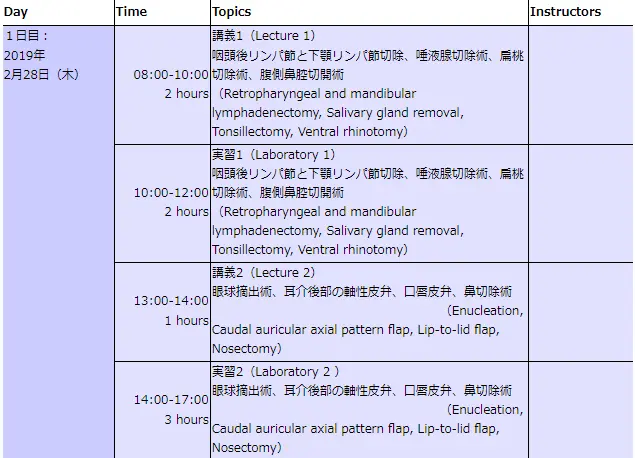 Day Time Topics Instructors
1日目:
2019年
2月28日(木)
08:00-10:00
2 hours
講義1(Lecture 1)
咽頭後リンパ節と下顎リンパ節切除、唾液腺切除術、扁桃
切除術、腹側鼻腔切開術
(Retropharyngeal and mandibular
lymphadenectomy, Salivary gland removal,
Tonsillectomy, Ventral rhinotomy)
10:00-12:00
2 hours
実習1(Laboratory 1)
咽頭後リンパ節と下顎リンパ節切除、唾液腺切除術、扁桃
切除術、腹側鼻腔切開術
(Retropharyngeal and mandibular
lymphadenectomy, Salivary gland removal,
Tonsillectomy, Ventral rhinotomy)
13:00-14:00
1 hours
講義2(Lecture 2)
眼球摘出術、耳介後部の軸性皮弁、口唇皮弁、鼻切除術
(Enucleation,
Caudal auricular axial pattern flap, Lip-to-lid flap,
Nosectomy)
14:00-17:00
3 hours
実習2(Laboratory 2 )
眼球摘出術、耳介後部の軸性皮弁、口唇皮弁、鼻切除術
(Enucleation,
Caudal auricular axial pattern flap, Lip-to-lid flap,
Nosectomy)